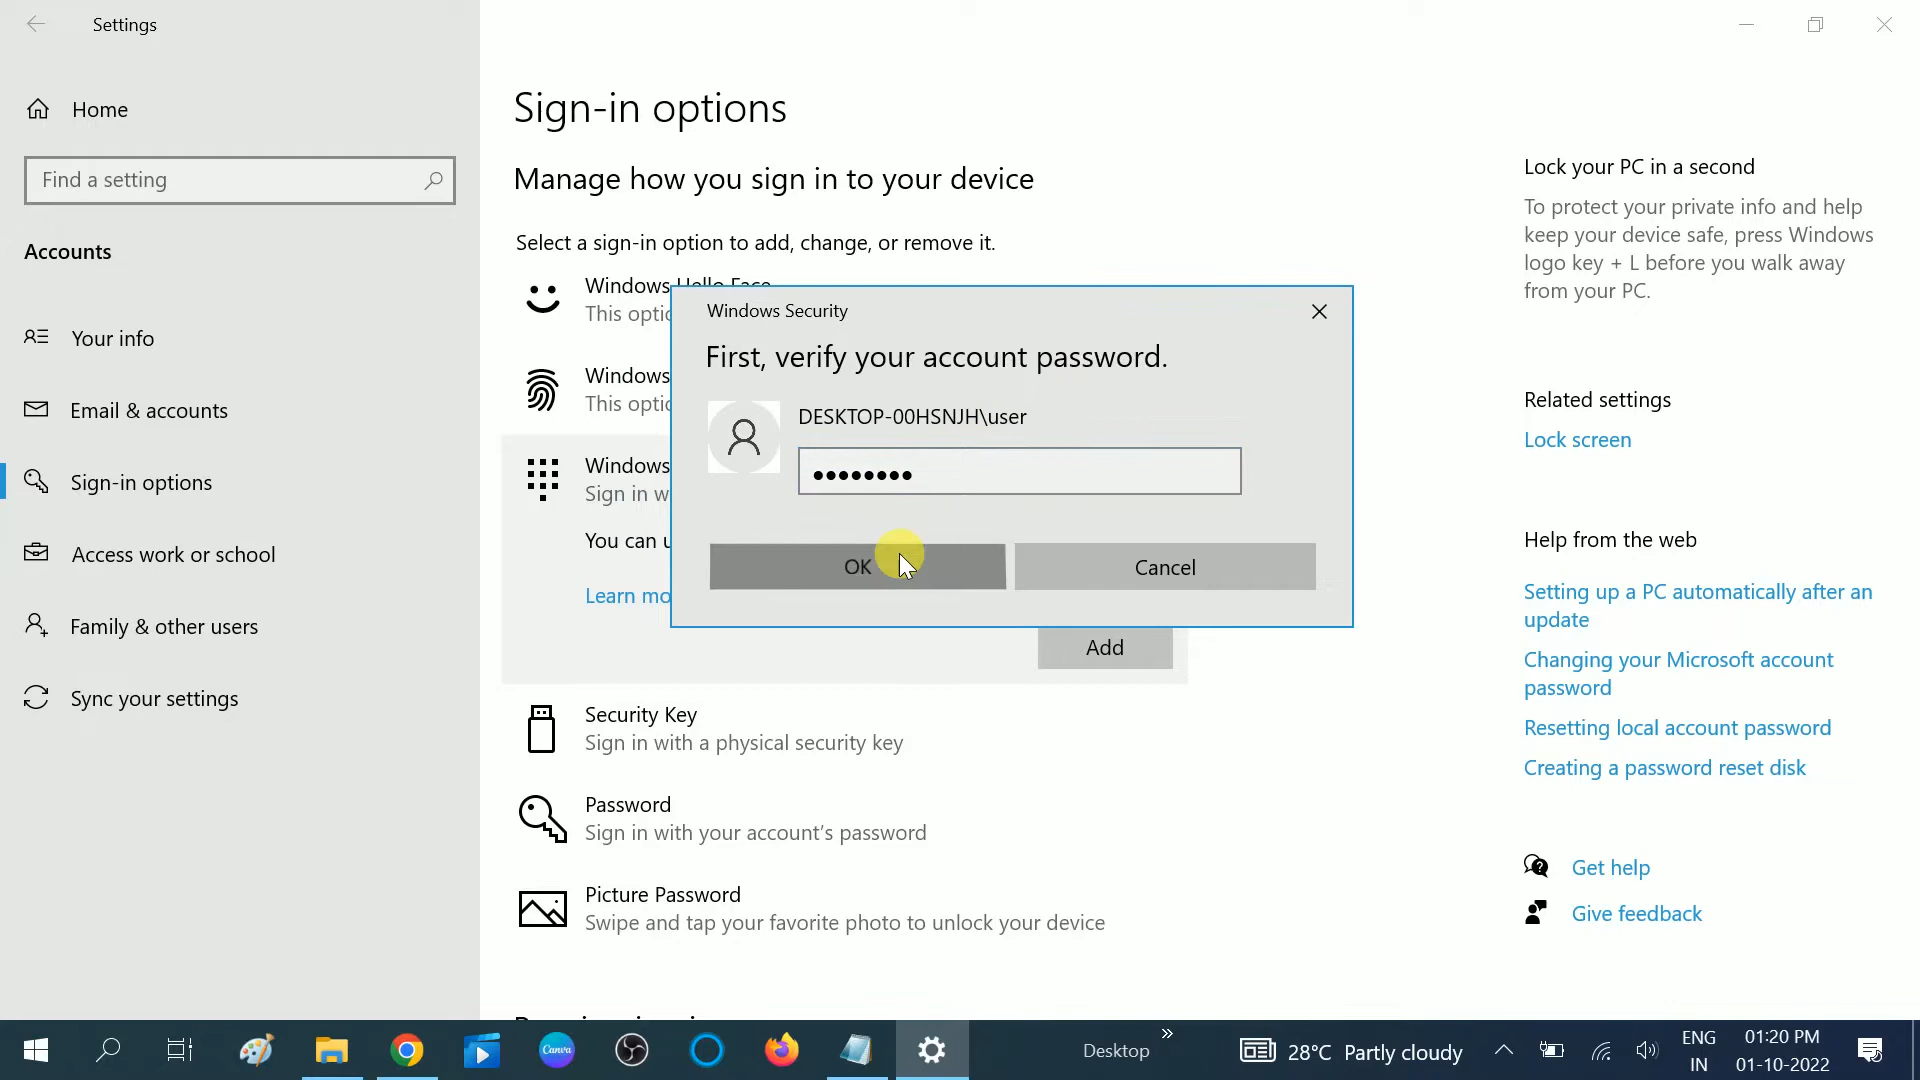 Settings
Home
Find a setting
Accounts
Your info
Email & accounts
Sign-in options
Access work or school
Family & other users
Sync your settings
Sign-in options
Manage how you sign in to your device
Select a sign-in option to add, change, or remove it.
Windows Hello Face
This optic
Windows
This optic
Windows
Sign in w
You can u
Learn mo
Windows Security
First, verify your account password.
DESKTOP-00HSNJH\user
●●●●●●●●
OK
Cancel
Add
Security Key
Sign in with a physical security key
Password
Sign in with your account's password
Picture Password
Swipe and tap your favorite photo to unlock your device
Lock your PC in a second
To protect your private info and help
keep your device safe, press Windows
logo key + L before you walk away
from your PC.
Related settings
Lock screen
Help from the web
Setting up a PC automatically after an
update
Changing your Microsoft account
password
Resetting local account password
Creating a password reset disk
Get help
Give feedback
Canva
Desktop
28°C Partly cloudy
ENG
IN
01:20 PM
01-10-2022